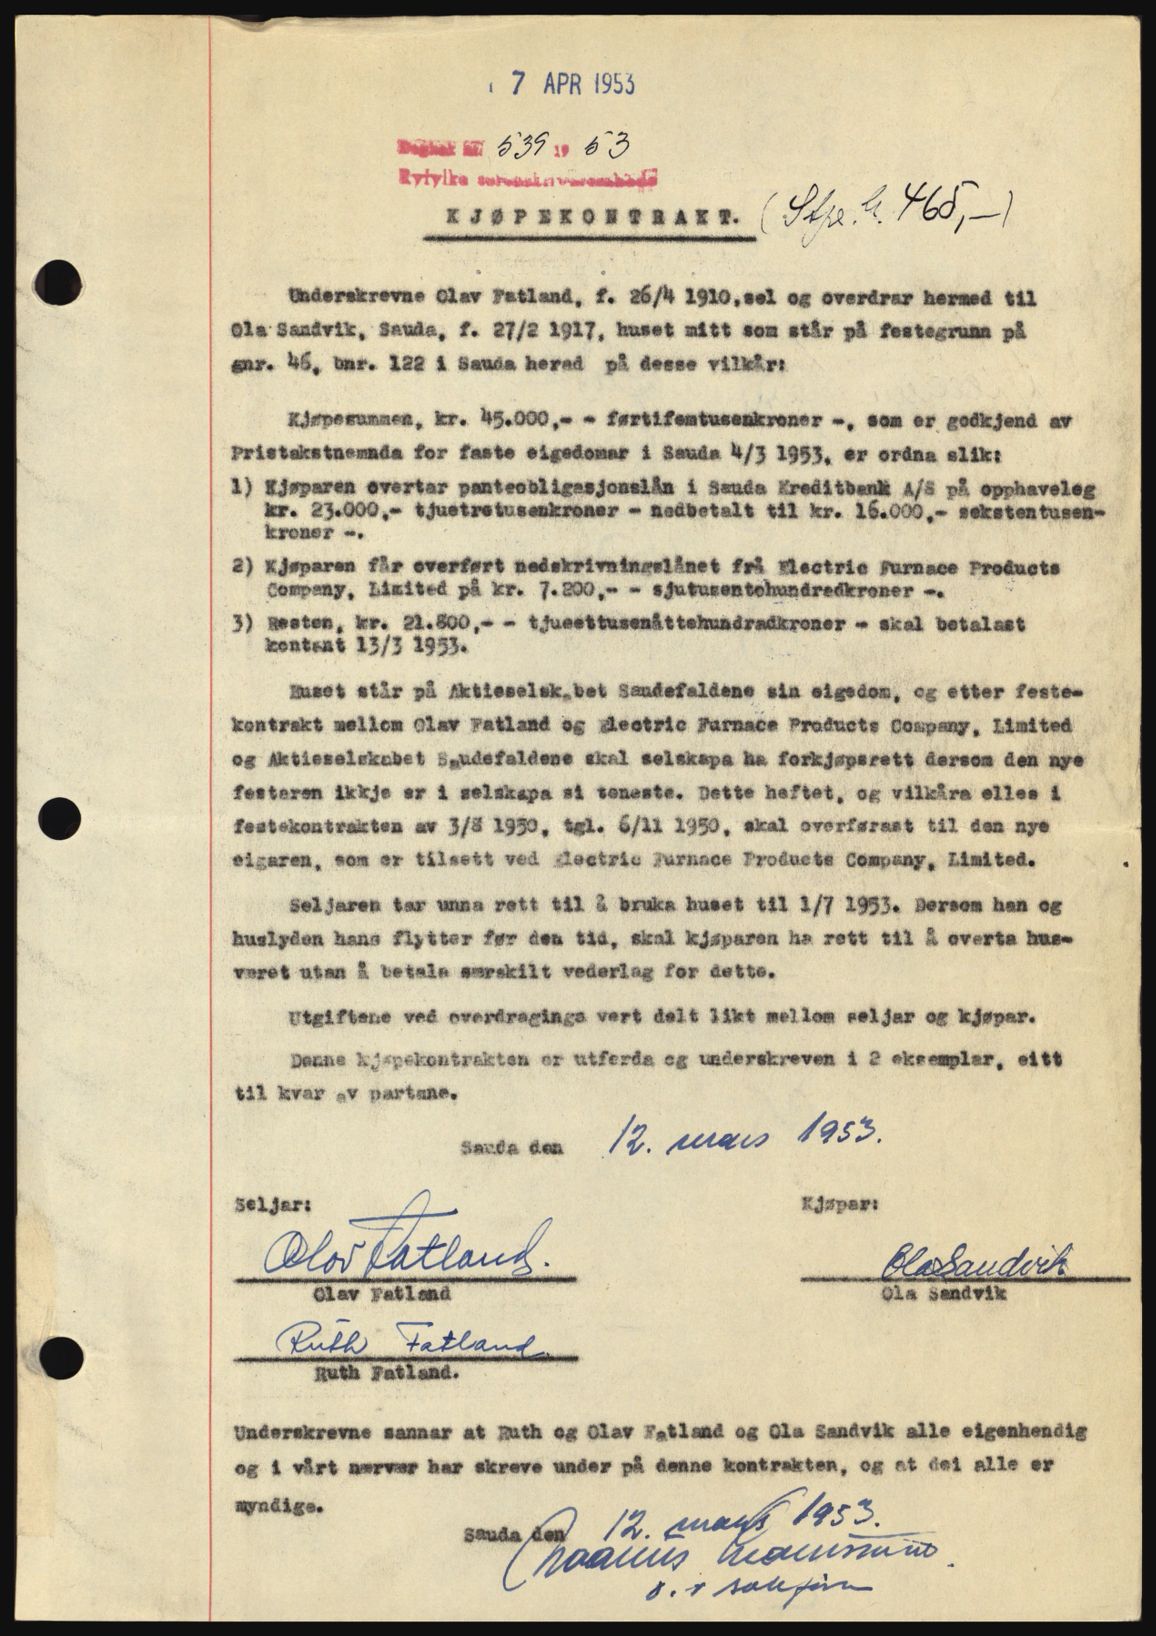 7 APR 1953
Dagbok nr. 539 19 53
Ryfylke sorenskriverembede
KJØPEKONTRAKT. (Stpe. kr. 465,-)
Underskrevne Olav Fatland, f. 26/4 1910,sel og overdrar hermed til
Ola Sandvik, Sauda, f. 27/2 1917, huset mitt som står på festegrunn på
gnr. 46, bnr. 122 i Sauda herad på desse vilkår:
Kjøpesummen, kr. 45.000,- - førtifemtusenkroner -, som er godkjend av
Pristakstnemnda for faste eigedomar i Sauda 4/3 1953, er ordna slik:
1) Kjøparen overtar panteobligasjonslån i Sauda Kreditbank A/S på opphaveleg
kr. 23.000,- tjuetretusenkroner - nedbetalt til kr. 16.000,- sekstentusen-
kroner -.
2) Kjøparen får overført nedskrivningslånet frå Electric Furnace Products
Company, Limited på kr. 7.200,- - sjutusentohundredkroner -.
3) Resten, kr. 21.800,- - tjueettusenåttehundradkroner - skal betalast
kontant 13/3 1953.
Huset står på Aktieselskabet Saudefaldene sin eigedom, og etter feste-
kontrakt mellom Olav Fatland og Electric Furnace Products Company, Limited
og Aktieselskabet Saudefaldene skal selskapa ha forkjøpsrett dersom den nye
festeren ikkje er i selskapa si teneste. Dette heftet, og vilkåra elles i
festekontrakten av 3/8 1950, tgl. 6/11 1950, skal overførast til den nye
eigaren, som er tilsett ved Electric Furnace Products Company, Limited.
Seljaren tar unna rett til å bruka huset til 1/7 1953. Dersom han og
huslyden hans flytter før den tid, skal kjøparen ha rett til å overta hus-
været utan å betala særskilt vederlag for dette.
Utgiftene ved overdraginga vert delt likt mellom seljar og kjøpar.
Denne kjøpekontrakten er utferda og underskreven i 2 eksemplar, eitt
til kvar av partane.
Sauda den 12. mars 1953.
Seljar: Kjøpar:
Olav Fatland. Ola Sandvik
Olav Fatland Ola Sandvik
Ruth Fatland.
Ruth Fatland.
Underskrevne sannar at Ruth og Olav Fatland og Ola Sandvik alle eigenhendig
og i vårt nærvær har skreve under på denne kontrakten, og at dei alle er
myndige.
Sauda den 12. mars 1953.
o.r.sakfører